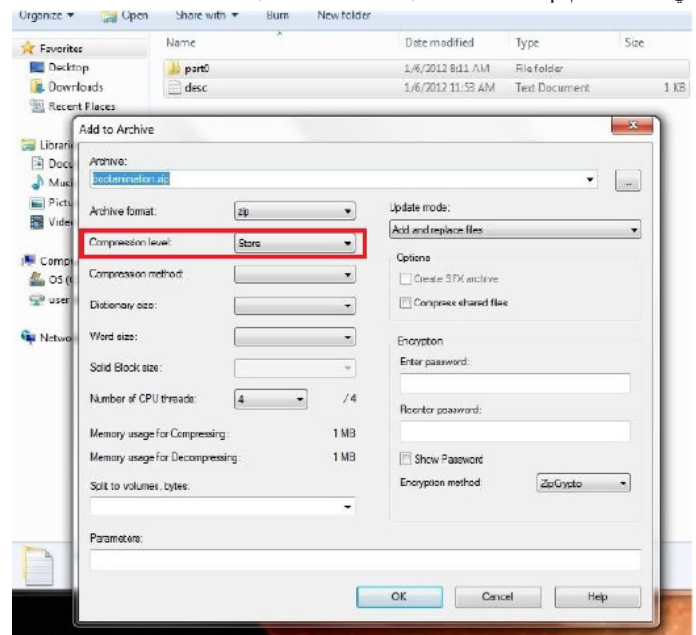 Organize Open Share with Burn New folder
Name Date modified Type Size
Favorites
Desktop part0 1/6/2012 8:11 AM File folder
Downloads desc 1/6/2012 11:53 AM Text Document 1 KB
Recent Places
Add to Archive
Archive:
bootanimation.zip ...
Archive format: zip
Update mode:
Add and replace files
Compression level: Store
Options
Compression method:
Create SFX archive
OS
Dictionary size:
Compress shared files
user
Word size:
Encryption
Solid Block size:
Enter password:
Number of CPU threads: 4 / 4
Reenter password:
Memory usage for Compressing: 1 MB
Memory usage for Decompressing: 1 MB
Show Password
Split to volumes, bytes:
Encryption method: ZipCrypto
Parameters:
OK Cancel Help